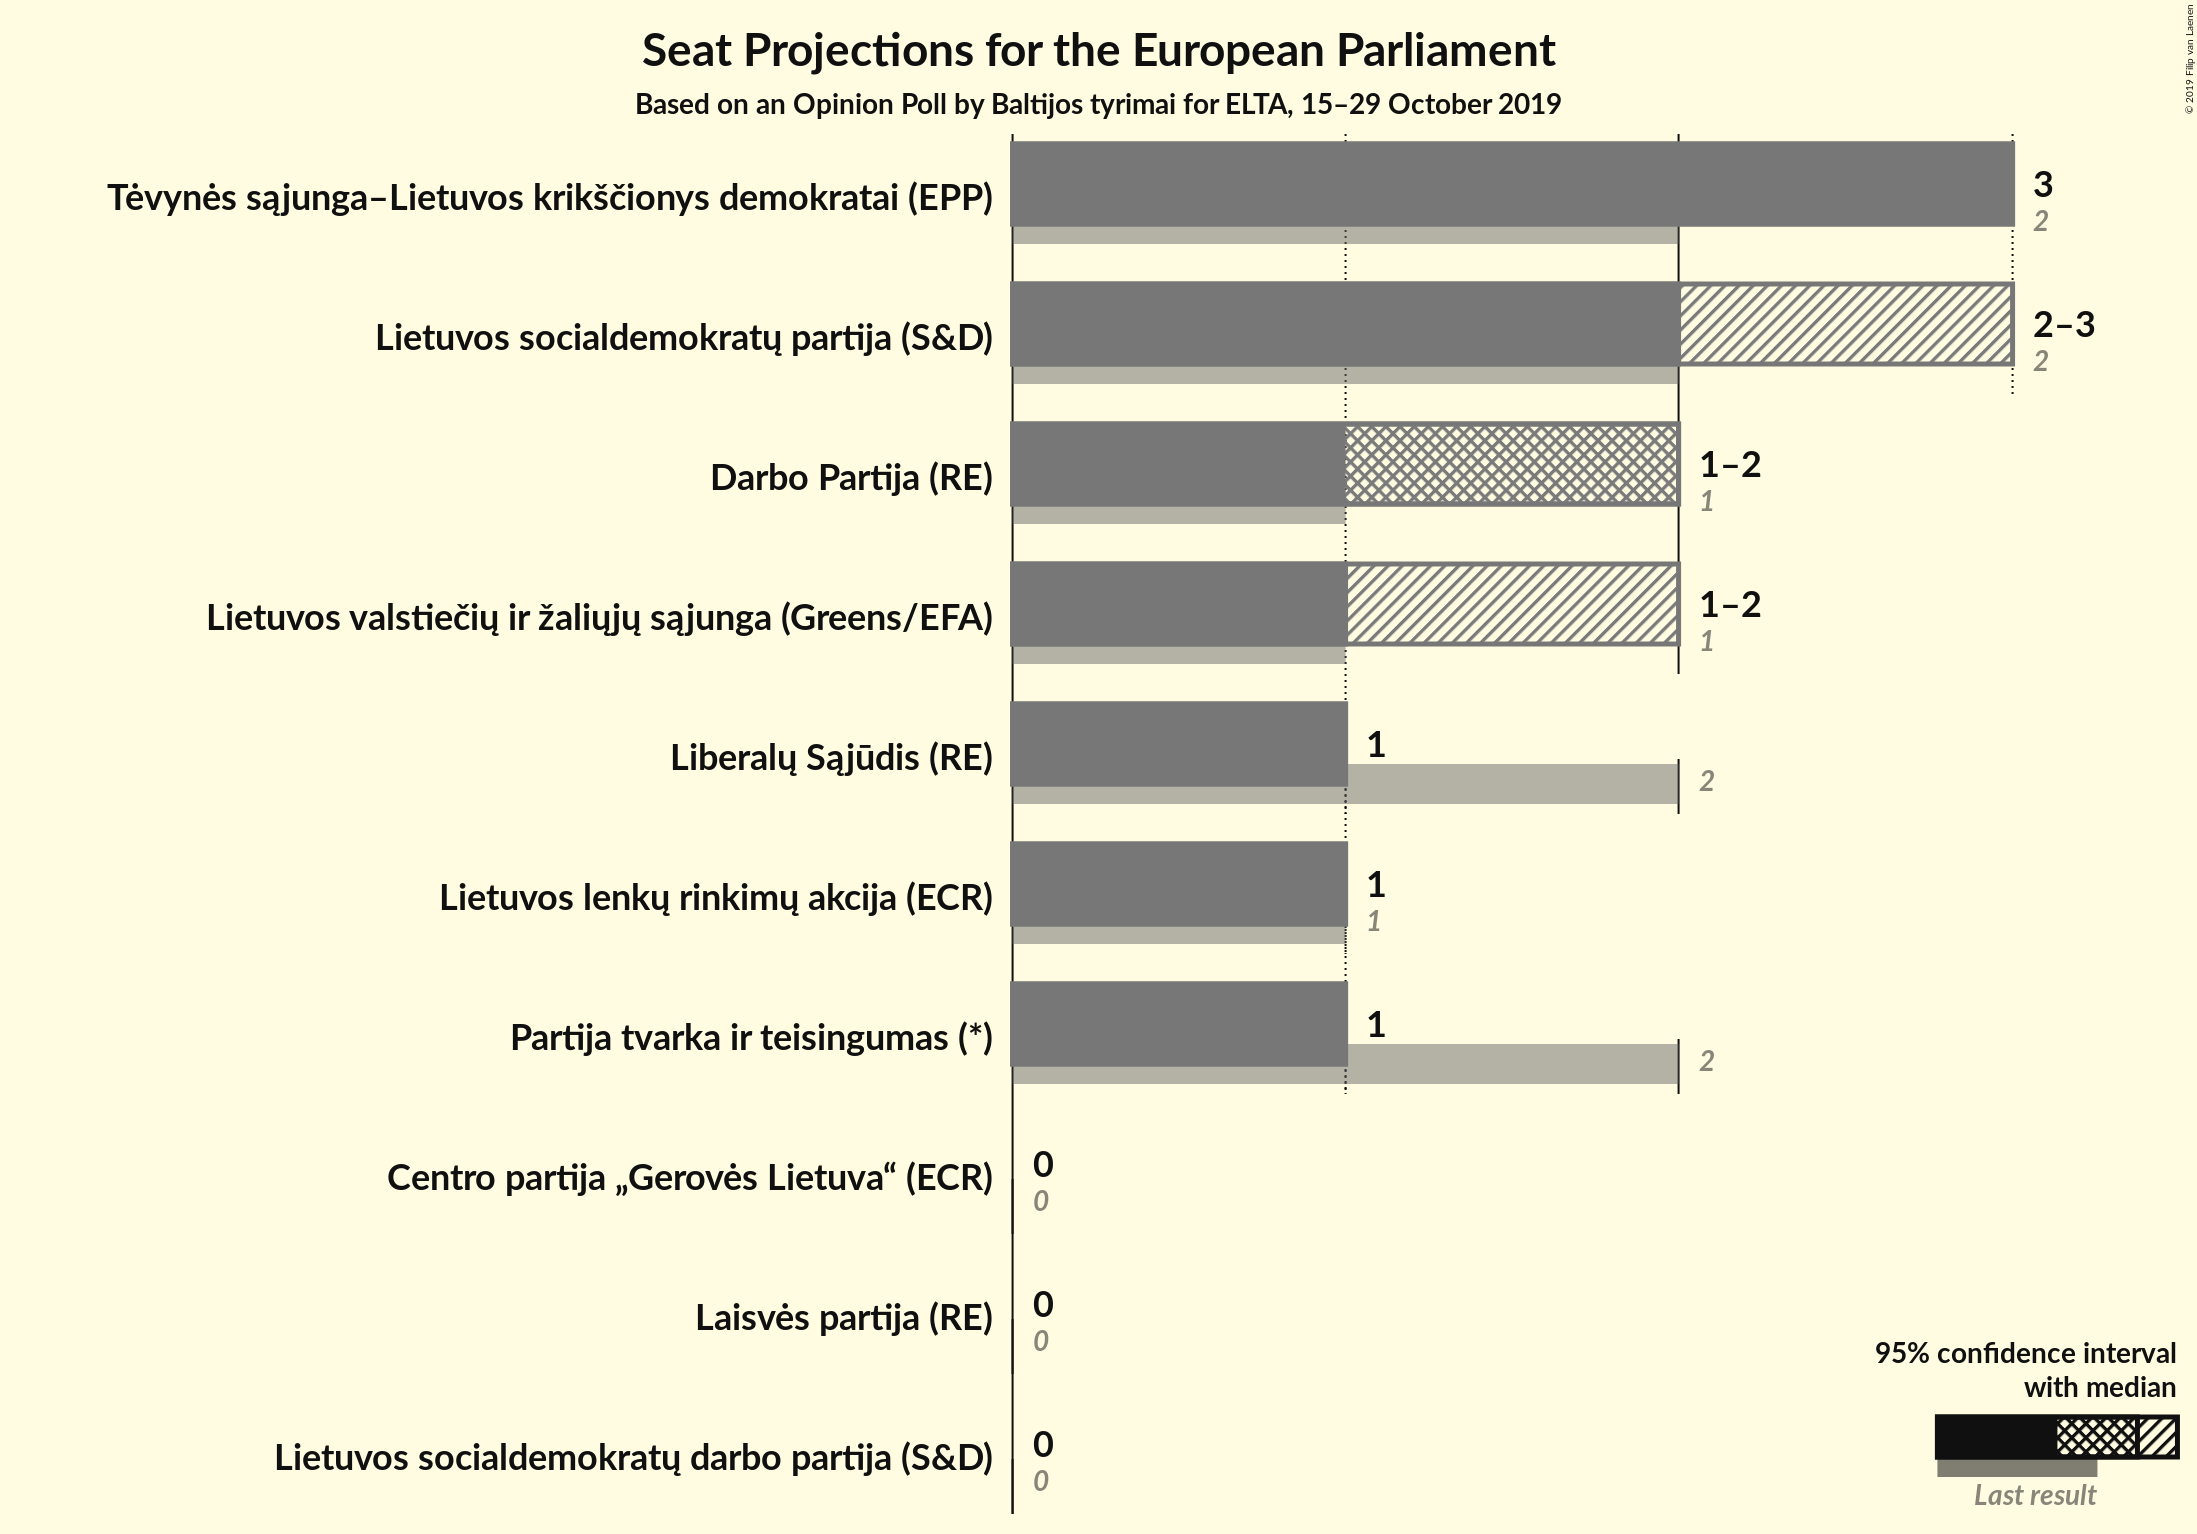 Seat Projections for the European Parliament
Based on an Opinion Poll by Baltijos tyrimai for ELTA, 15–29 October 2019
© 2019 Filip van Laenen
Tėvynės sąjunga–Lietuvos krikščionys demokratai (EPP)
3
2
Lietuvos socialdemokratų partija (S&D)
2–3
2
Darbo Partija (RE)
1–2
1
Lietuvos valstiečių ir žaliųjų sąjunga (Greens/EFA)
1–2
1
Liberalų Sąjūdis (RE)
1
2
Lietuvos lenkų rinkimų akcija (ECR)
1
1
Partija tvarka ir teisingumas (*)
1
2
Centro partija „Gerovės Lietuva“ (ECR)
0
0
Laisvės partija (RE)
0
0
Lietuvos socialdemokratų darbo partija (S&D)
0
0
95% confidence interval
with median
Last result